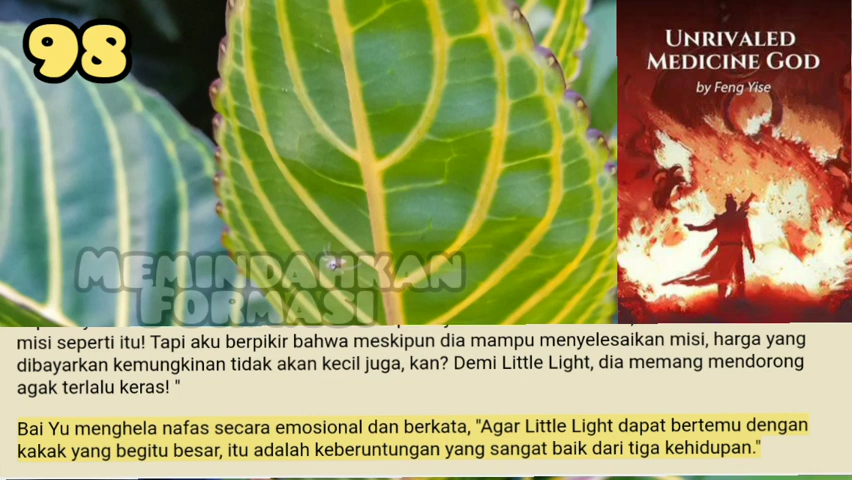 98
UNRIVALED
MEDICINE GOD
by Feng Yise
MEMINDAHKAN
FORMASI
misi seperti itu! Tapi aku berpikir bahwa meskipun dia mampu menyelesaikan misi, harga yang
dibayarkan kemungkinan tidak akan kecil juga, kan? Demi Little Light, dia memang mendorong
agak terlalu keras! "
Bai Yu menghela nafas secara emosional dan berkata, "Agar Little Light dapat bertemu dengan
kakak yang begitu besar, itu adalah keberuntungan yang sangat baik dari tiga kehidupan."